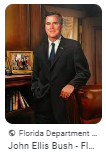 Florida Department ...
John Ellis Bush - Fl...